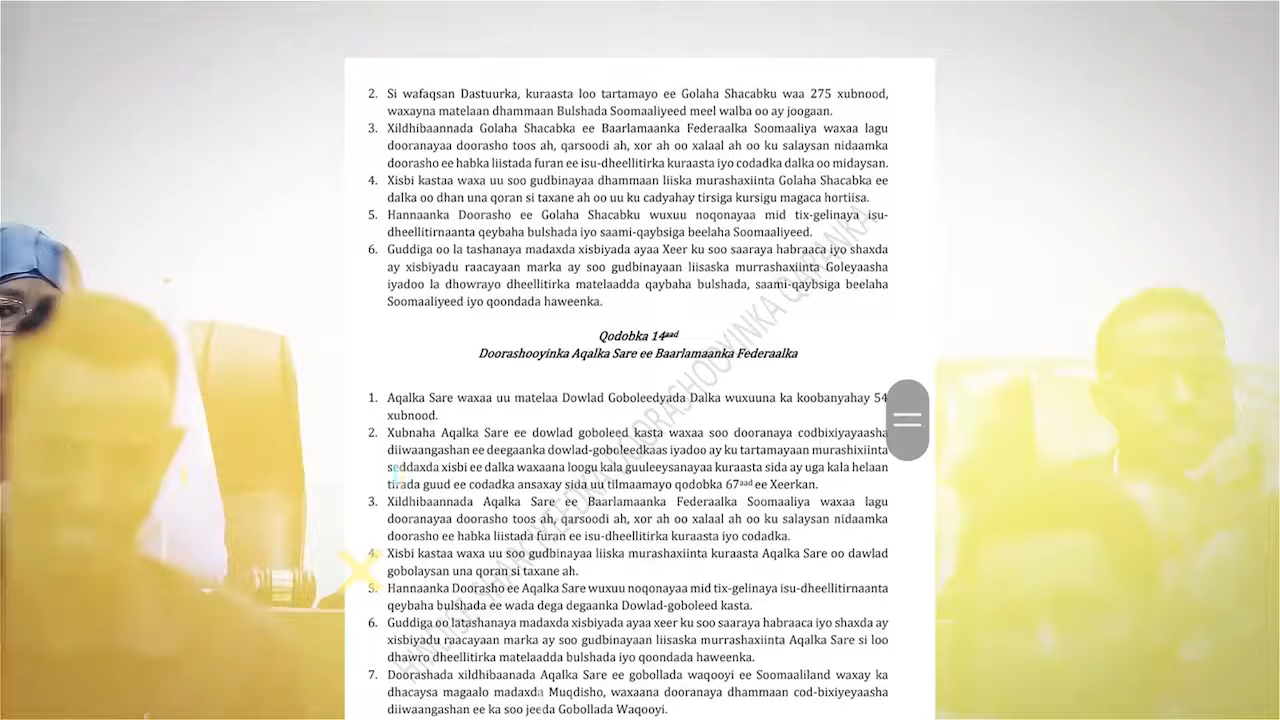 2. Si wafaqsan Dastuurka, kuraasta loo tartamayo ee Golaha Shacabku waa 275 xubnood,
waxayna matelaan dhammaan Bulshada Soomaaliyeed meel walba oo ay joogaan.
3. Xildhibaannada Golaha Shacabka ee Baarlamaanka Federaalka Soomaaliya waxaa lagu
dooranayaa doorasho toos ah, qarsoodi ah, xor ah oo xalaal ah oo ku salaysan nidaamka
doorasho ee habka liistada furan ee isu-dheellitirka kuraasta iyo codadka dalka oo midaysan.
4. Xisbi kastaa waxa uu soo gudbinayaa dhammaan liiska murashaxiinta Golaha Shacabka ee
dalka oo dhan una qoran si taxane ah oo uu ku cadyahay tirsiga kursigu magaca hortiisa.
5. Hannaanka Doorasho ee Golaha Shacabku wuxuu noqonayaa mid tix-gelinaya isu-
dheellitirnaanta qeybaha bulshada iyo saami-qaybsiga beelaha Soomaaliyeed.
6. Guddiga oo la tashanaya madaxda xisbiyada ayaa Xeer ku soo saaraya habraaca iyo shaxda
ay xisbiyadu raacayaan marka ay soo gudbinayaan liisaska murrashaxiinta Goleyaasha
iyadoo la dhowrayo dheellitirka matelaadda qaybaha bulshada, saami-qaybsiga beelaha
Soomaaliyeed iyo qoondada haweenka.
Qodobka 14aad
Doorashooyinka Aqalka Sare ee Baarlamaanka Federaalka
1. Aqalka Sare waxaa uu matelaa Dowlad Goboleedyada Dalka wuxuuna ka koobanyahay 54
xubnood.
2. Xubnaha Aqalka Sare ee dowlad goboleed kasta waxaa soo dooranaya codbixiyayaasha
diiwaangashan ee deegaanka dowlad-goboleedkaas iyadoo ay ku tartamayaan murashixiinta
seddaxda xisbi ee dalka waxaana loogu kala guuleeysanayaa kuraasta sida ay uga kala helaan
tirada guud ee codadka ansaxay sida uu tilmaamayo qodobka 67aad ee Xeerkan.
3. Xildhibaannada Aqalka Sare ee Baarlamaanka Federaalka Soomaaliya waxaa lagu
dooranayaa doorasho toos ah, qarsoodi ah, xor ah oo xalaal ah oo ku salaysan nidaamka
doorasho ee habka liistada furan ee isu-dheellitirka kuraasta iyo codadka.
4. Xisbi kastaa waxa uu soo gudbinayaa liiska murashaxiinta kuraasta Aqalka Sare oo dawlad
gobolaysan una qoran si taxane ah.
5. Hannaanka Doorasho ee Aqalka Sare wuxuu noqonayaa mid tix-gelinaya isu-dheellitirnaanta
qeybaha bulshada ee wada dega degaanka Dowlad-goboleed kasta.
6. Guddiga oo latashanaya madaxda xisbiyada ayaa xeer ku soo saaraya habraaca iyo shaxda ay
xisbiyadu raacayaan marka ay soo gudbinayaan liisaska murrashaxiinta Aqalka Sare si loo
dhawro dheellitirka matelaadda bulshada iyo qoondada haweenka.
7. Doorashada xildhibaanada Aqalka Sare ee gobollada waqooyi ee Soomaaliland waxay ka
dhacaysa magaalo madaxda Muqdisho, waxaana dooranaya dhammaan cod-bixiyeyaasha
diiwaangashan ee ka soo jeeda Gobollada Waqooyi.